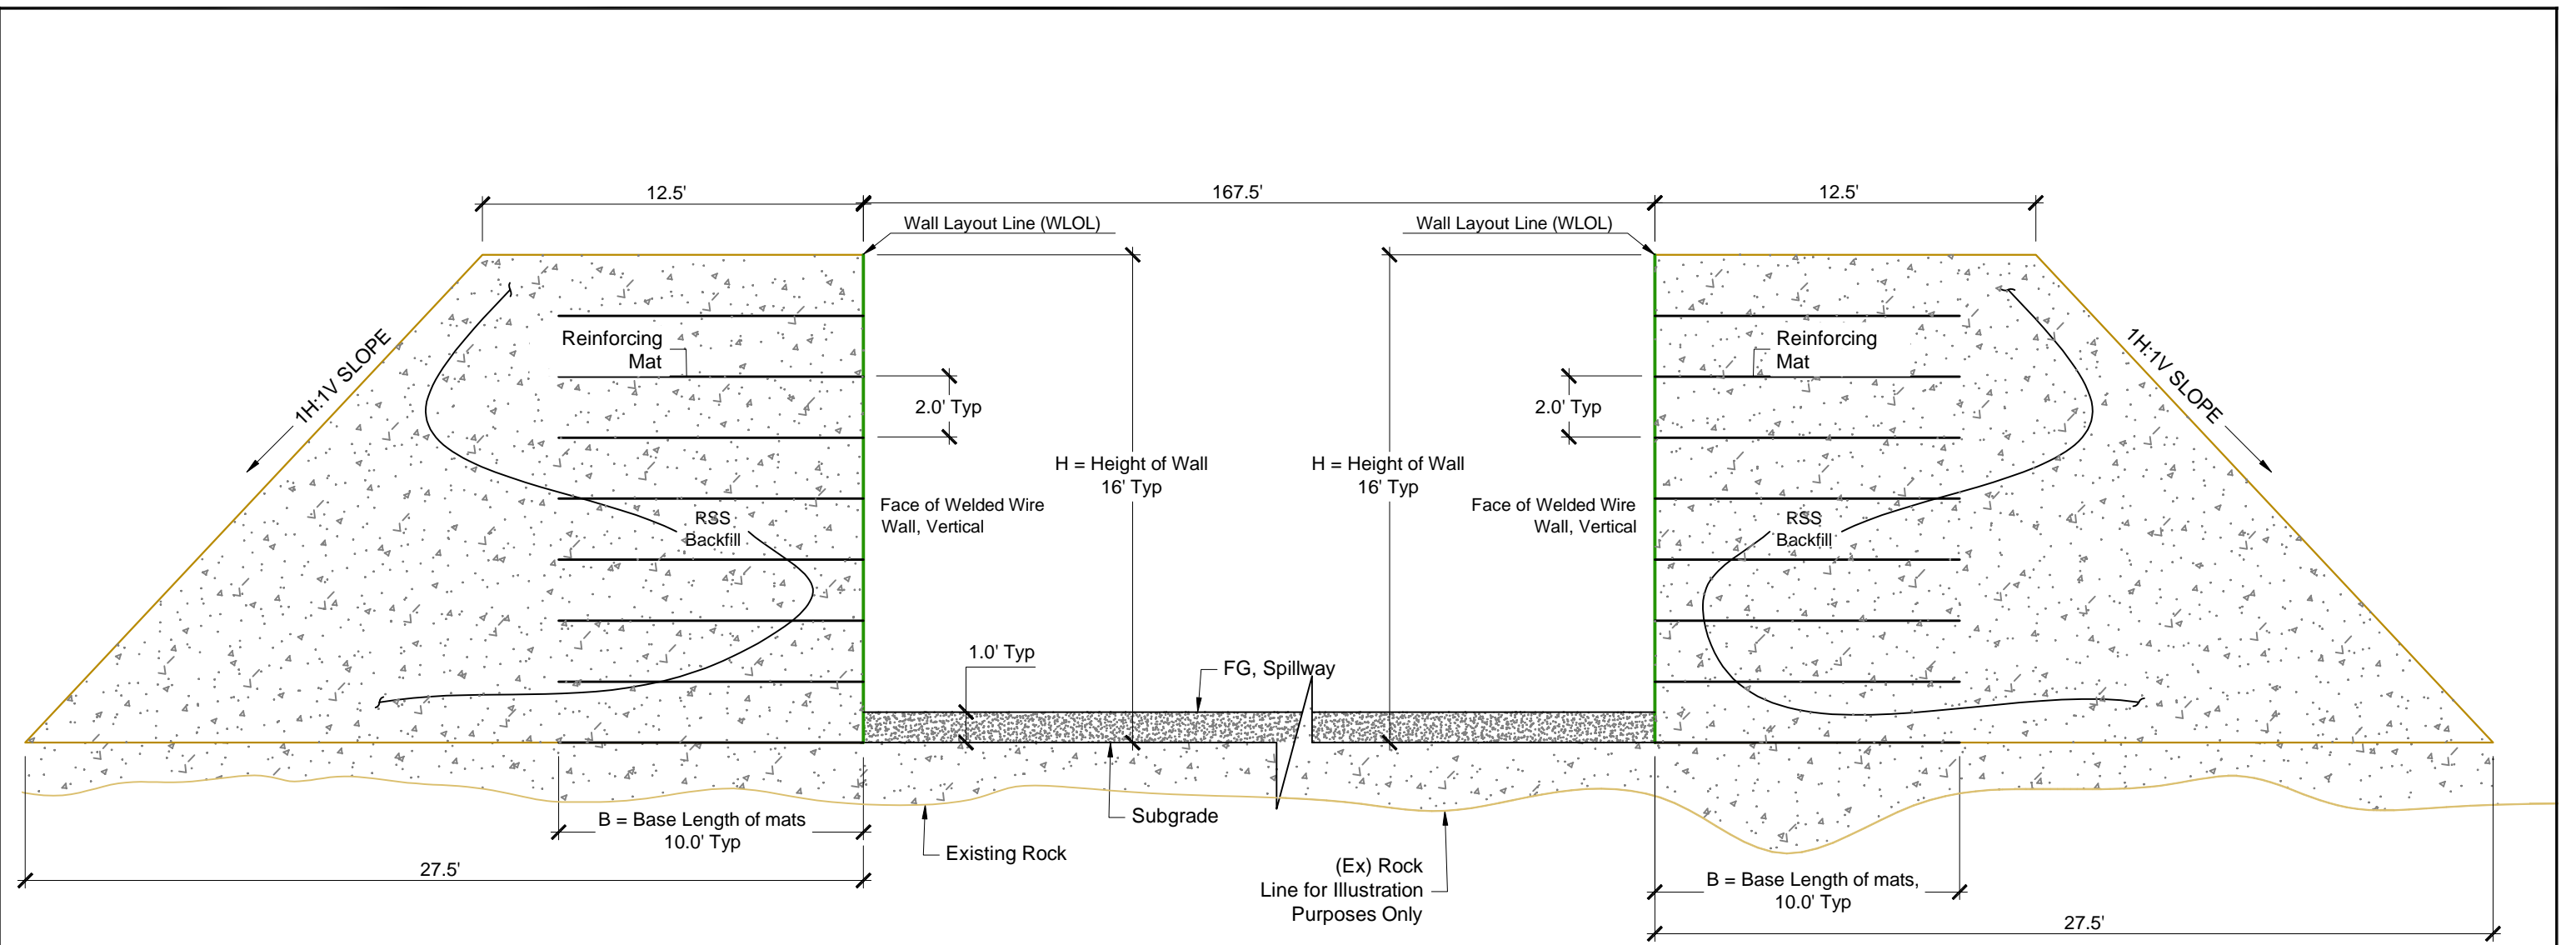 12.5'
167.5'
12.5'
Wall Layout Line (WLOL)
Wall Layout Line (WLOL)
1H:1V SLOPE
Reinforcing
Mat
2.0' Typ
H = Height of Wall
16' Typ
Face of Welded Wire
Wall, Vertical
RSS
Backfill
1.0' Typ
FG, Spillway
H = Height of Wall
16' Typ
2.0' Typ
Face of Welded Wire
Wall, Vertical
Reinforcing
Mat
RSS
Backfill
1H:1V SLOPE
B = Base Length of mats
10.0' Typ
27.5'
Existing Rock
Subgrade
(Ex) Rock
Line for Illustration
Purposes Only
B = Base Length of mats,
10.0' Typ
27.5'